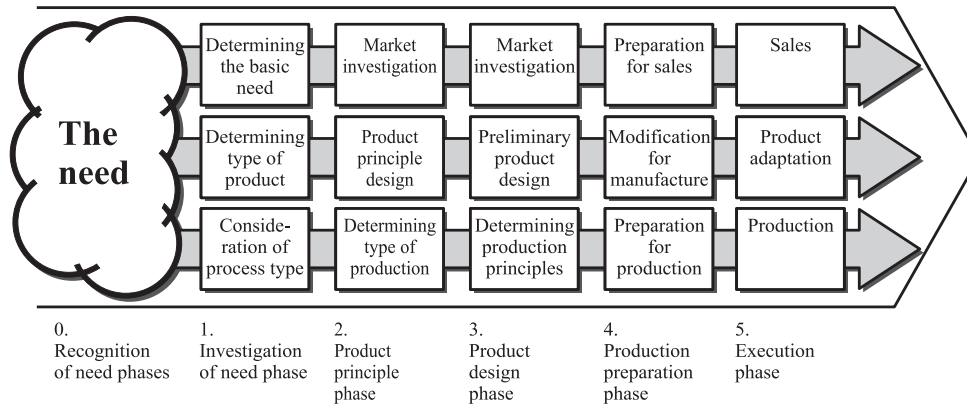 The
need
Determining
the basic
need
Market
investigation
Market
investigation
Preparation
for sales
Sales
Determining
type of
product
Product
principle
design
Preliminary
product
design
Modification
for
manufacture
Product
adaptation
Conside-
ration of
process type
Determining
type of
production
Determining
production
principles
Preparation
for
production
Production
0.
Recognition
of need phases
1.
Investigation
of need phase
2.
Product
principle
phase
3.
Product
design
phase
4.
Production
preparation
phase
5.
Execution
phase